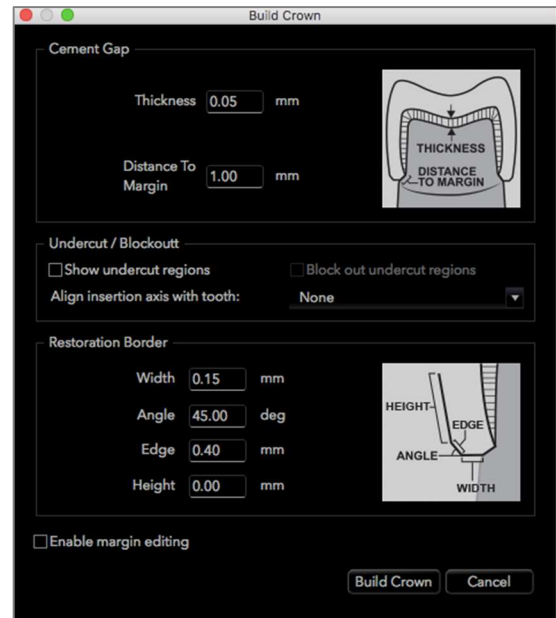 Build Crown
Cement Gap
Thickness 0.05 mm
Distance To
Margin 1.00 mm
THICKNESS
DISTANCE
TO MARGIN
Undercut / Blockoutt
Show undercut regions Block out undercut regions
Align insertion axis with tooth: None
Restoration Border
Width 0.15 mm
Angle 45.00 deg
Edge 0.40 mm
Height 0.00 mm
HEIGHT
EDGE
ANGLE
WIDTH
Enable margin editing
Build Crown Cancel